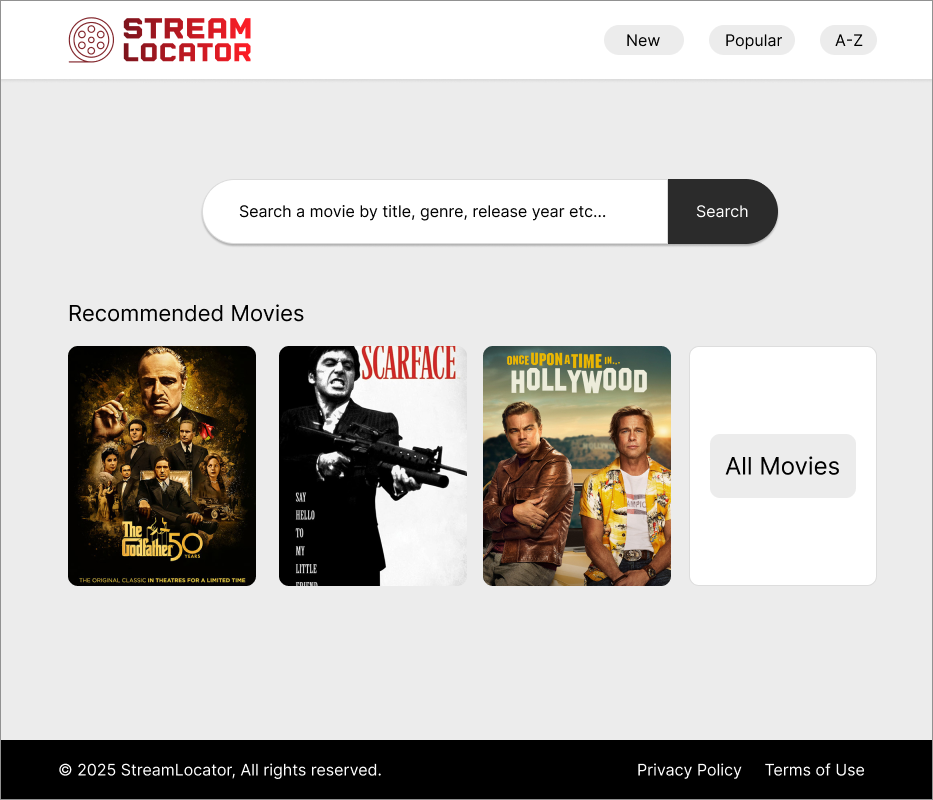 STREAM
LOCATOR
New
Popular
A-Z
Search a movie by title, genre, release year etc...
Search
Recommended Movies
The
Godfather 50
YEARS
THE ORIGINAL CLASSIC IN THEATRES FOR A LIMITED TIME
SCARFACE
SAY
HELLO
TO
MY
LITTLE
FRIEND
ONCE UPON A TIME IN...
HOLLYWOOD
All Movies
© 2025 StreamLocator, All rights reserved.
Privacy Policy
Terms of Use